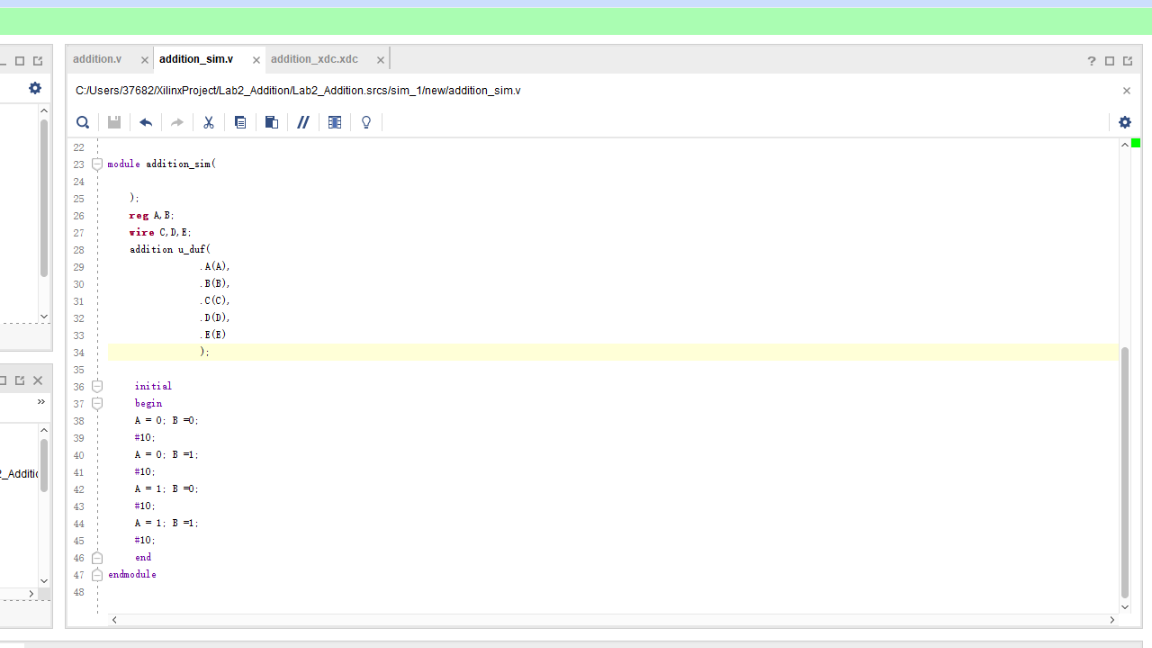 addition.v
addition_sim.v
addition_xdc.xdc
C:/Users/37682/XilinxProject/Lab2_Addition/Lab2_Addition.srcs/sim_1/new/addition_sim.v
22
23 module addition_sim(
24
25 );
26 reg A,B;
27 wire C,D,E;
28 addition u_duf(
29 .A(A),
30 .B(B),
31 .C(C),
32 .D(D),
33 .E(E)
34 );
35
36 initial
37 begin
38 A = 0; B =0;
39 #10;
40 A = 0; B =1;
41 #10;
42 A = 1; B =0;
43 #10;
44 A = 1; B =1;
45 #10;
46 end
47 endmodule
48